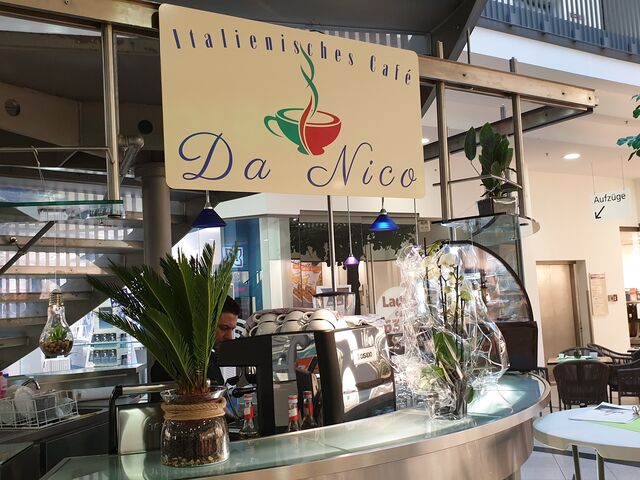 Italienisches Café
Da Nico
Aufzüge